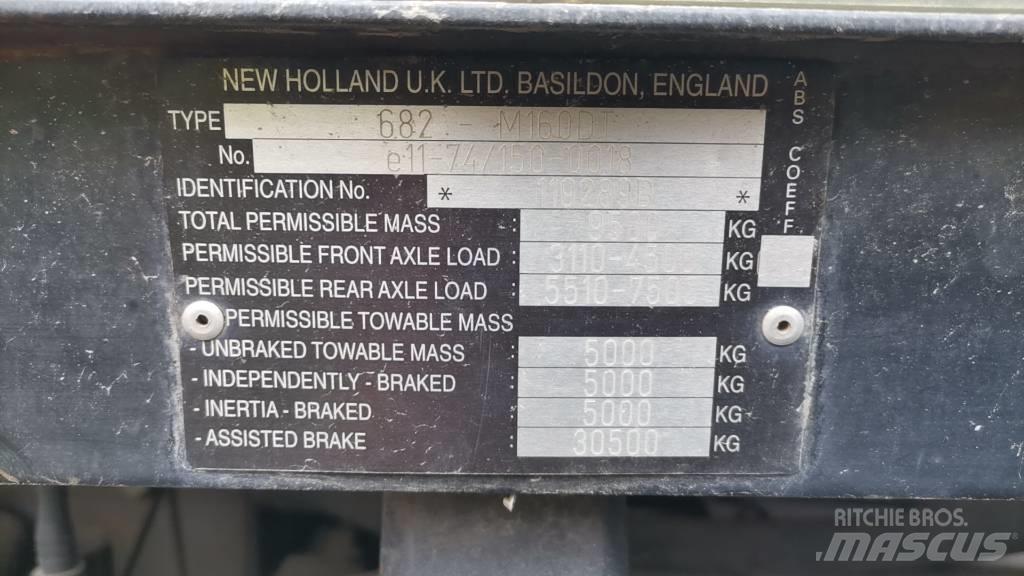 NEW HOLLAND U.K. LTD. BASILDON, ENGLAND
TYPE 682 - M160DT
No. e11-74/150-0018
IDENTIFICATION No. * *
TOTAL PERMISSIBLE MASS : KG
PERMISSIBLE FRONT AXLE LOAD : KG
PERMISSIBLE REAR AXLE LOAD : KG
PERMISSIBLE TOWABLE MASS
- UNBRAKED TOWABLE MASS : 5000 KG
- INDEPENDENTLY - BRAKED : 5000 KG
- INERTIA - BRAKED : 5000 KG
- ASSISTED BRAKE : 30500 KG
ABS COEFF.
RITCHIE BROS.
MASCUS